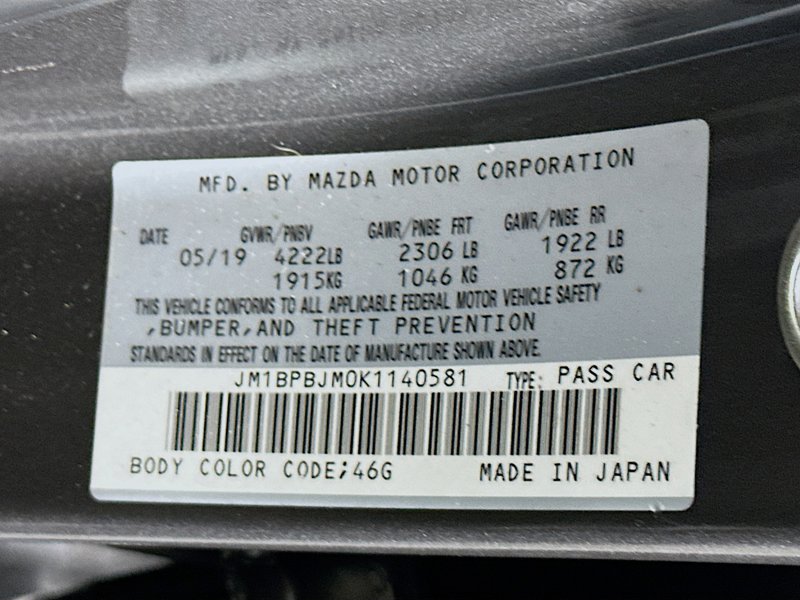 MFD. BY MAZDA MOTOR CORPORATION
DATE GVWR/PNBV GAWR/PNBE FRT GAWR/PNBE RR
05/19 4222LB 2306 LB 1922 LB
1915KG 1046 KG 872 KG
THIS VEHICLE CONFORMS TO ALL APPLICABLE FEDERAL MOTOR VEHICLE SAFETY
,BUMPER,AND THEFT PREVENTION
STANDARDS IN EFFECT ON THE DATE OF MANUFACTURE SHOWN ABOVE.
JM1BPBJM0K1140581 TYPE: PASS CAR
BODY COLOR CODE;46G MADE IN JAPAN